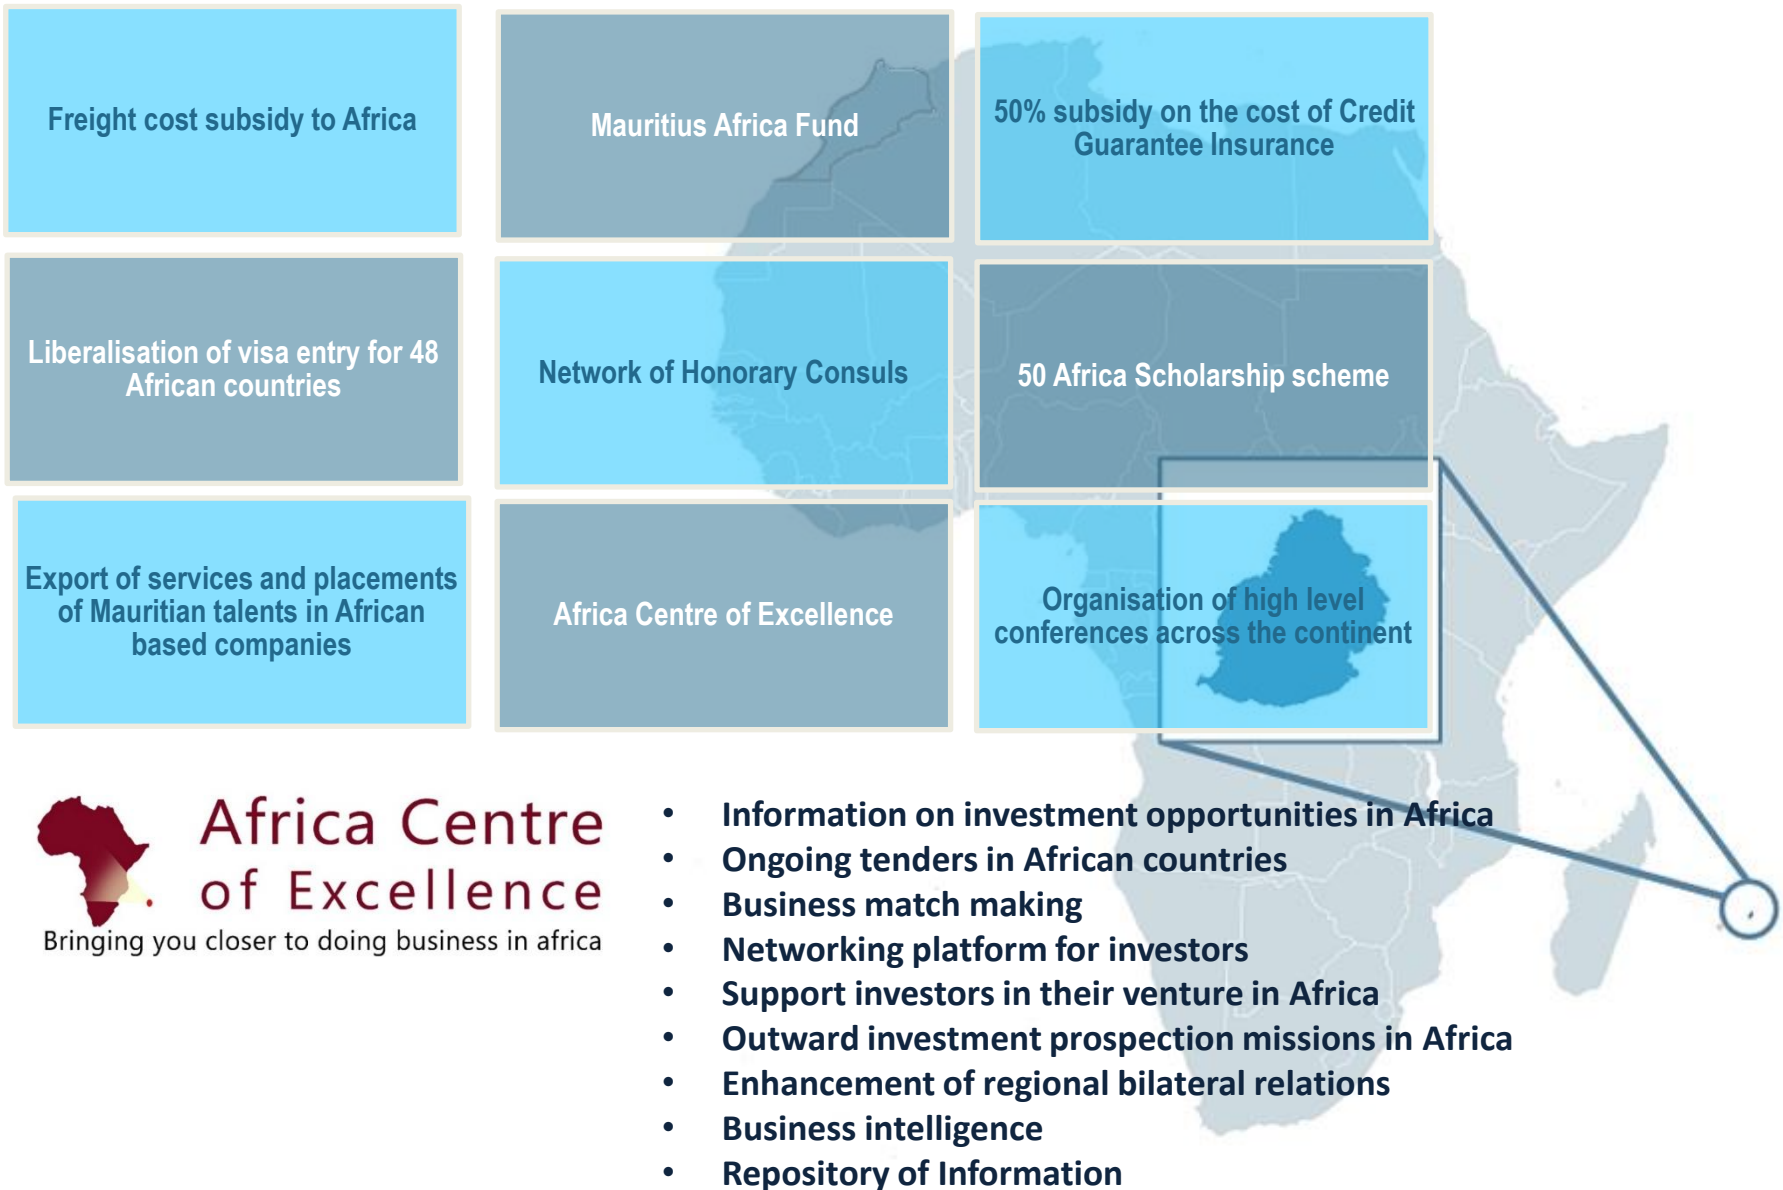 Freight cost subsidy to Africa
Mauritius Africa Fund
50% subsidy on the cost of Credit
Guarantee Insurance
Liberalisation of visa entry for 48
African countries
Network of Honorary Consuls
50 Africa Scholarship scheme
Export of services and placements
of Mauritian talents in African
based companies
Africa Centre of Excellence
Organisation of high level
conferences across the continent
Africa Centre
of Excellence
Bringing you closer to doing business in africa
• Information on investment opportunities in Africa
• Ongoing tenders in African countries
• Business match making
• Networking platform for investors
• Support investors in their venture in Africa
• Outward investment prospection missions in Africa
• Enhancement of regional bilateral relations
• Business intelligence
• Repository of Information